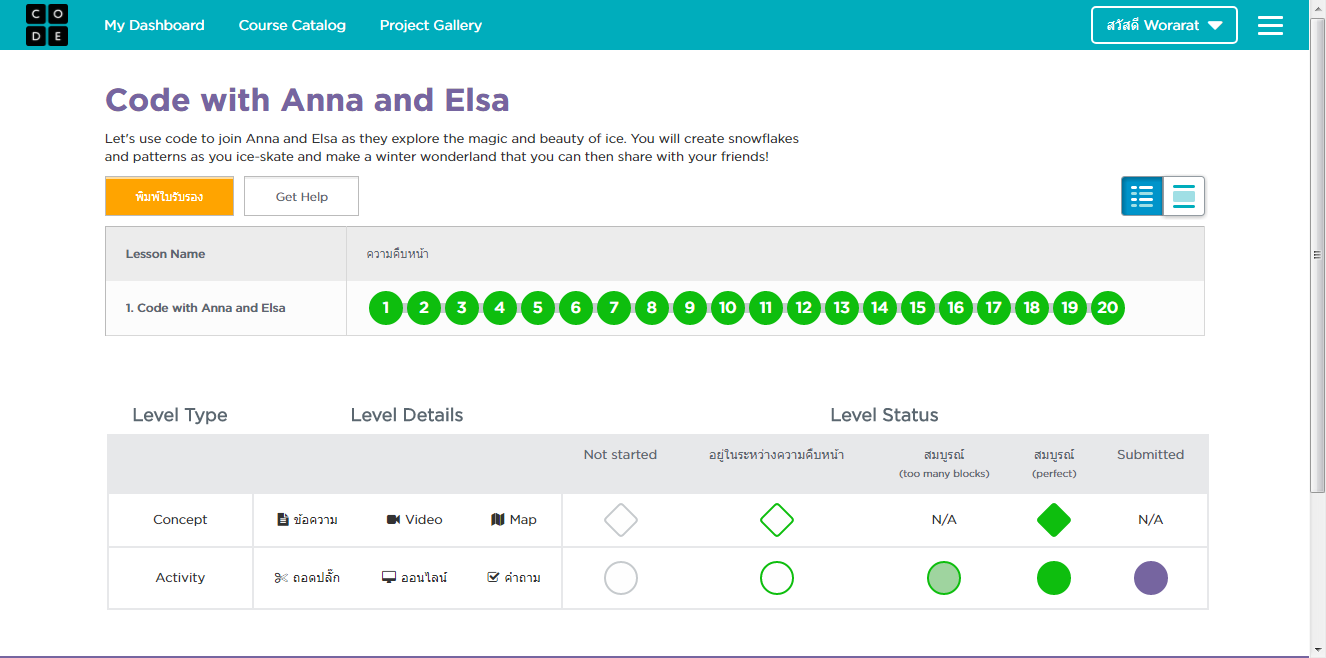 C O
D E
My Dashboard Course Catalog Project Gallery สวัสดี Worarat
Code with Anna and Elsa
Let's use code to join Anna and Elsa as they explore the magic and beauty of ice. You will create snowflakes
and patterns as you ice-skate and make a winter wonderland that you can then share with your friends!
พิมพ์ใบรับรอง Get Help
Lesson Name ความคืบหน้า
1. Code with Anna and Elsa 1 2 3 4 5 6 7 8 9 10 11 12 13 14 15 16 17 18 19 20
Level Type Level Details Level Status
Not started อยู่ในระหว่างความคืบหน้า สมบูรณ์ สมบูรณ์ Submitted
(too many blocks) (perfect)
Concept ข้อความ Video Map N/A N/A
Activity ถอดปลั๊ก ออนไลน์ คำถาม